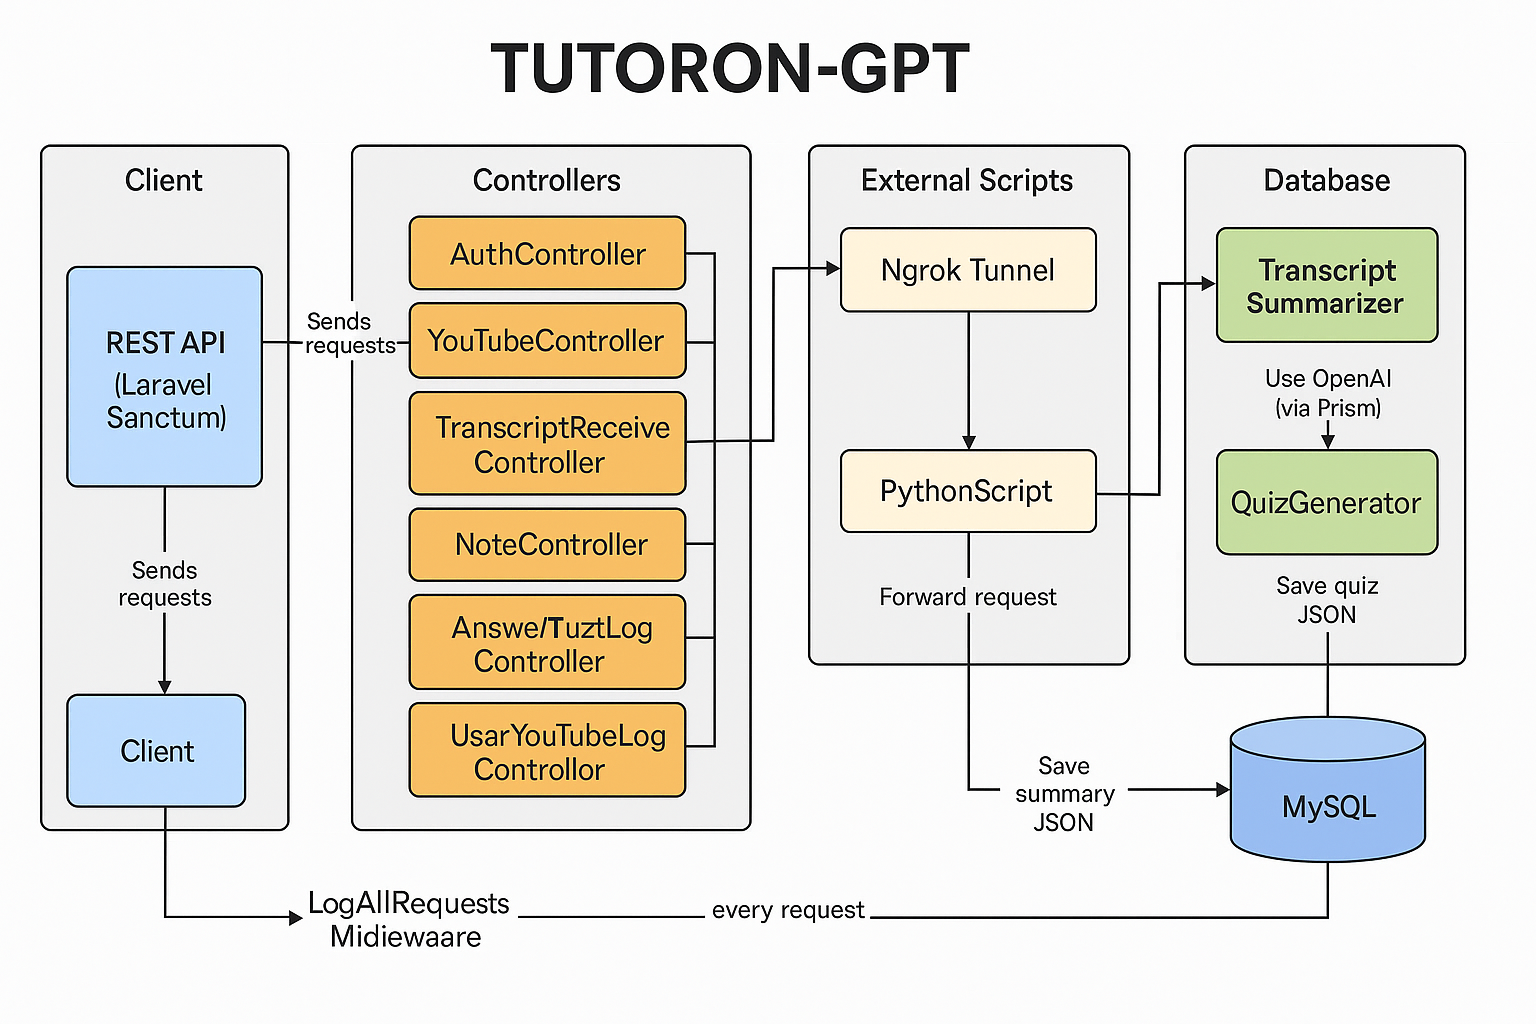 TUTORON-GPT
Client
REST API
(Laravel
Sanctum)
Sends
requests
Client
Sends
requests
Controllers
AuthController
YouTubeController
TranscriptReceive
Controller
NoteController
Answe/TuztLog
Controller
UsarYouTubeLog
Controllor
External Scripts
Ngrok Tunnel
PythonScript
Forward request
Database
Transcript
Summarizer
Use OpenAI
(via Prism)
QuizGenerator
Save quiz
JSON
Save
summary
JSON
MySQL
LogAllRequests
Midiewaare
every request